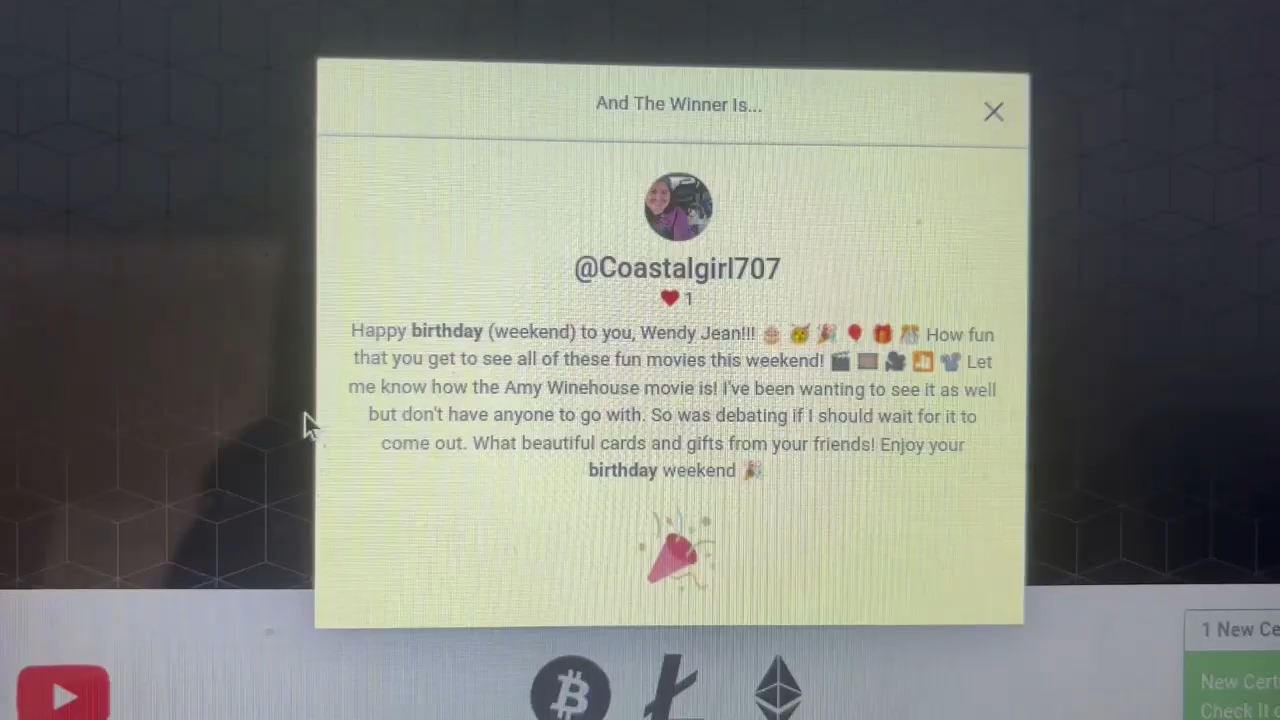 And The Winner Is...
@Coastalgirl707
❤ 1
Happy birthday (weekend) to you, Wendy Jean!!! 🎂 🥳 🎉 🎈 🎁 🎊 How fun
that you get to see all of these fun movies this weekend! 🎬 🎞 🎥 🎦 📽 Let
me know how the Amy Winehouse movie is! I've been wanting to see it as well
but don't have anyone to go with. So was debating if I should wait for it to
come out. What beautiful cards and gifts from your friends! Enjoy your
birthday weekend 🎉
1 New Ce
New Cert
Check It